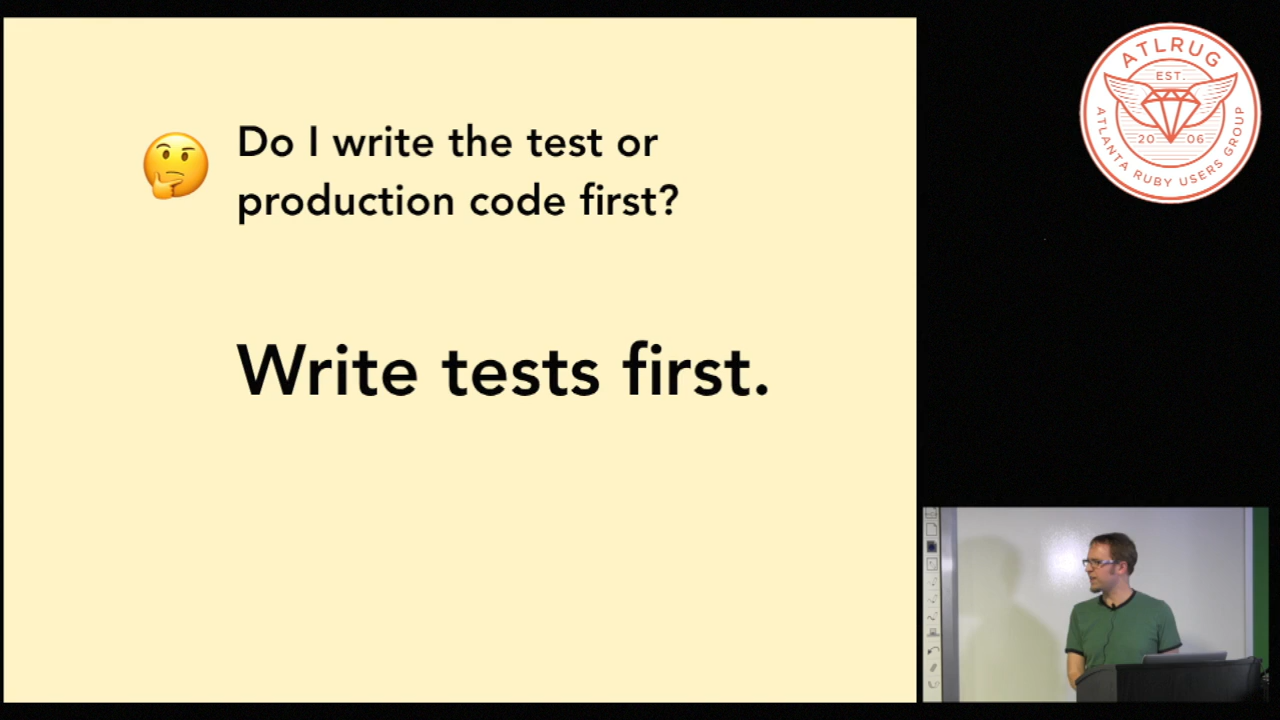 Do I write the test or
production code first?
Write tests first.
ATLRUG
EST.
20 06
ATLANTA RUBY USERS GROUP